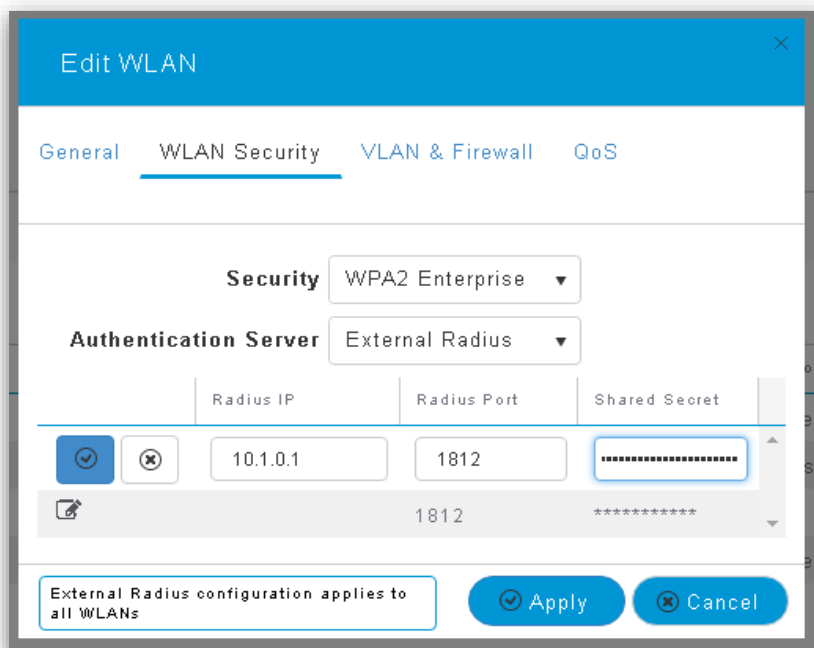 Edit WLAN
General WLAN Security VLAN & Firewall QoS
Security WPA2 Enterprise
Authentication Server External Radius
Radius IP Radius Port Shared Secret
10.1.0.1 1812 ••••••••••••••••••••••
1812 ***********
External Radius configuration applies to
all WLANs
Apply Cancel